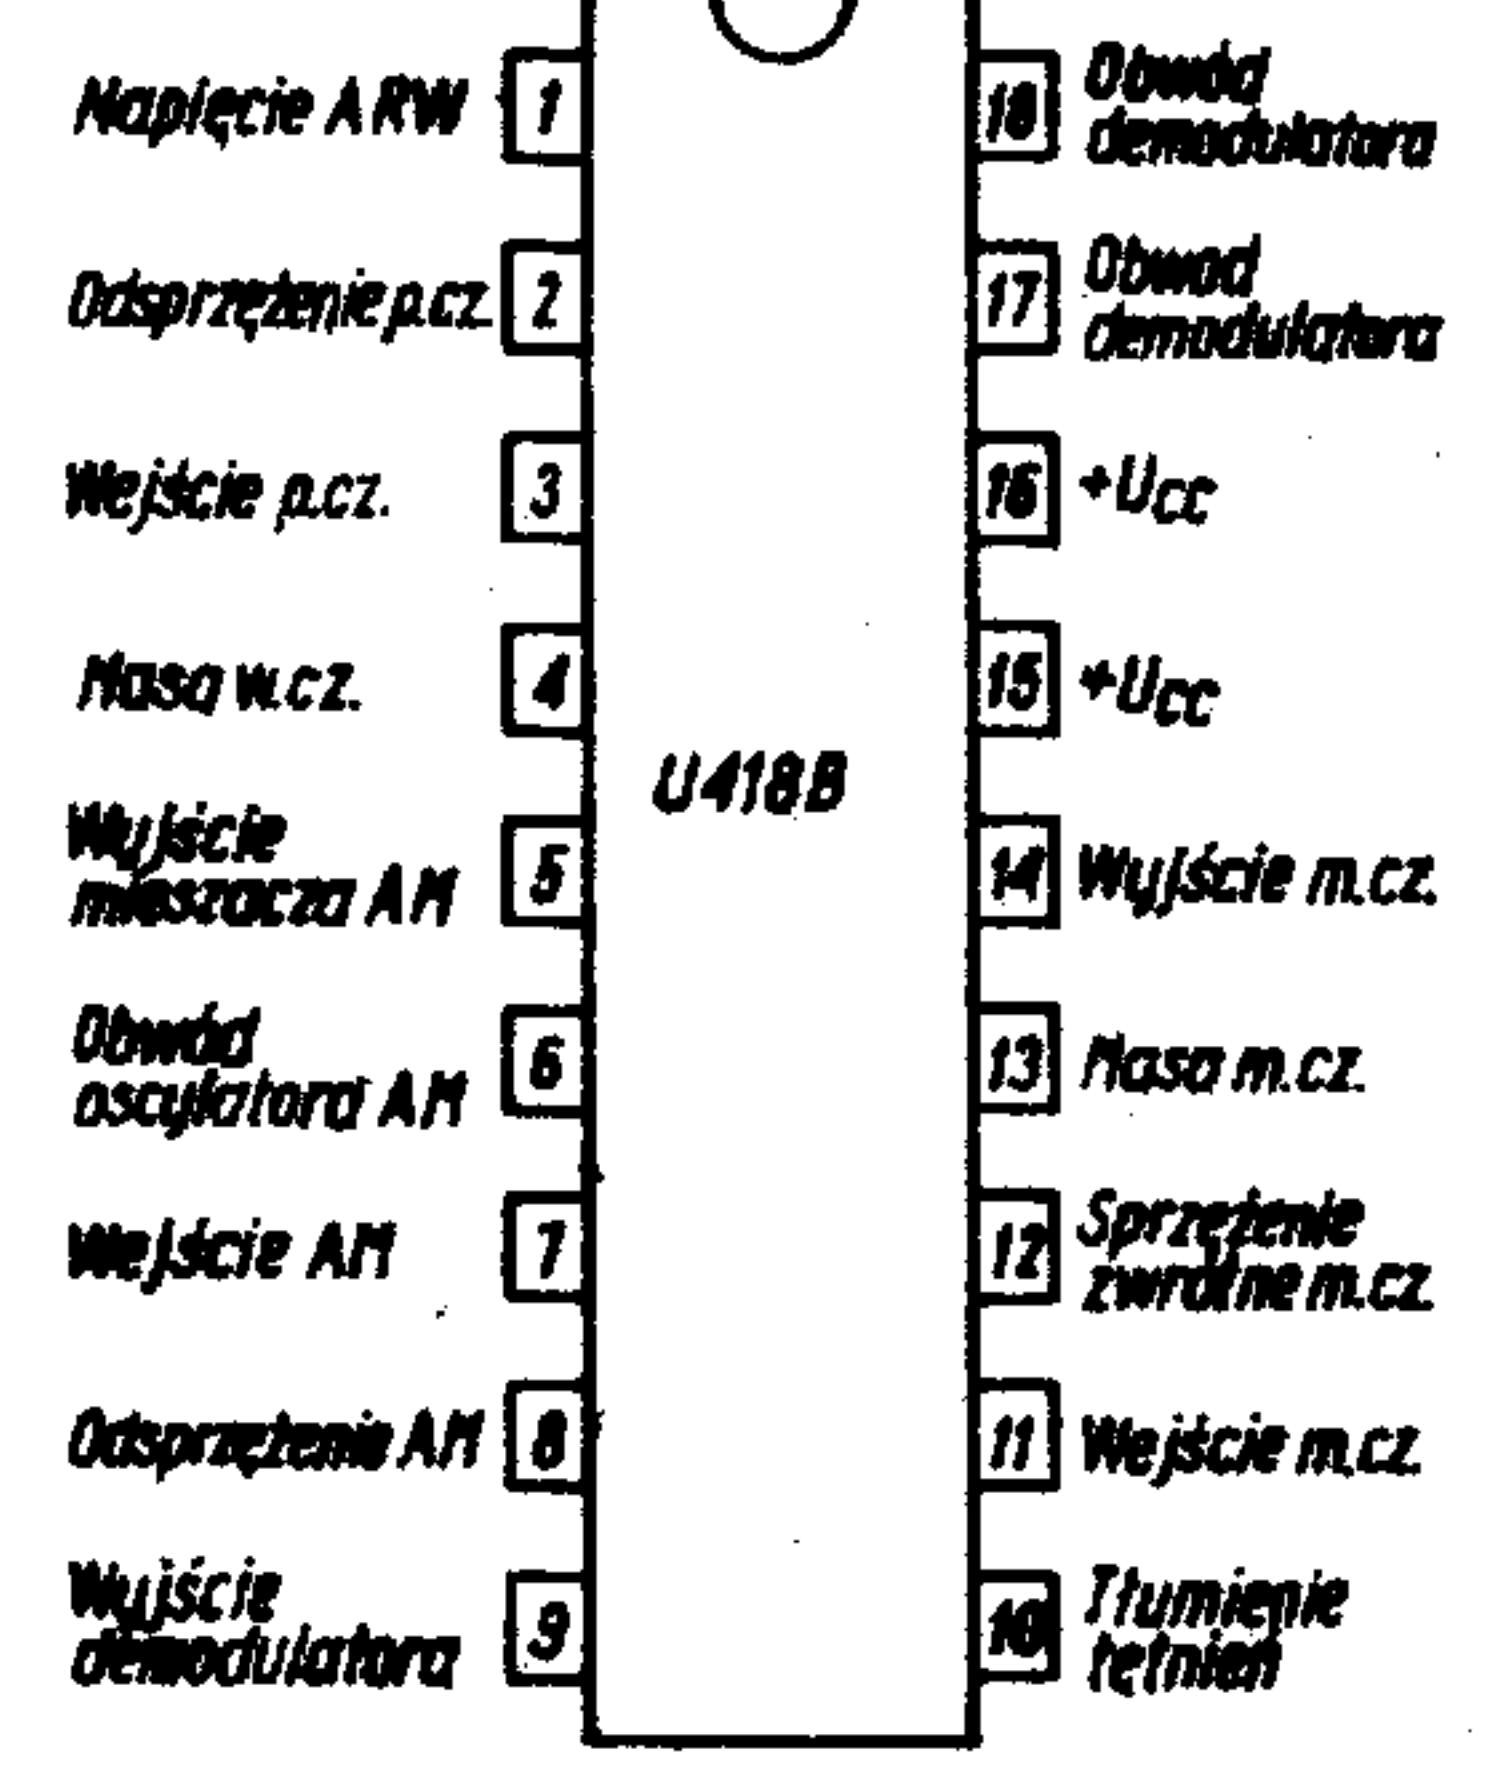 Napięcie ARW
1
Odsprzężenie p.cz.
2
Wejście p.cz.
3
Masa w.cz.
4
Wyjście
mieszacza AM
5
Obwód
oscylatora AM
6
Wejście AM
7
Odsprzężenie AM
8
Wyjście
demodulatora
9
U418B
18
Obwód
demodulatora
17
Obwod
demodulatora
16
+UCC
15
+UCC
14
Wyjście m.cz.
13
Masa m.cz.
12
Sprzężenie
zwrotne m.cz.
11
Wejście m.cz.
10
Tłumienie
tętnień